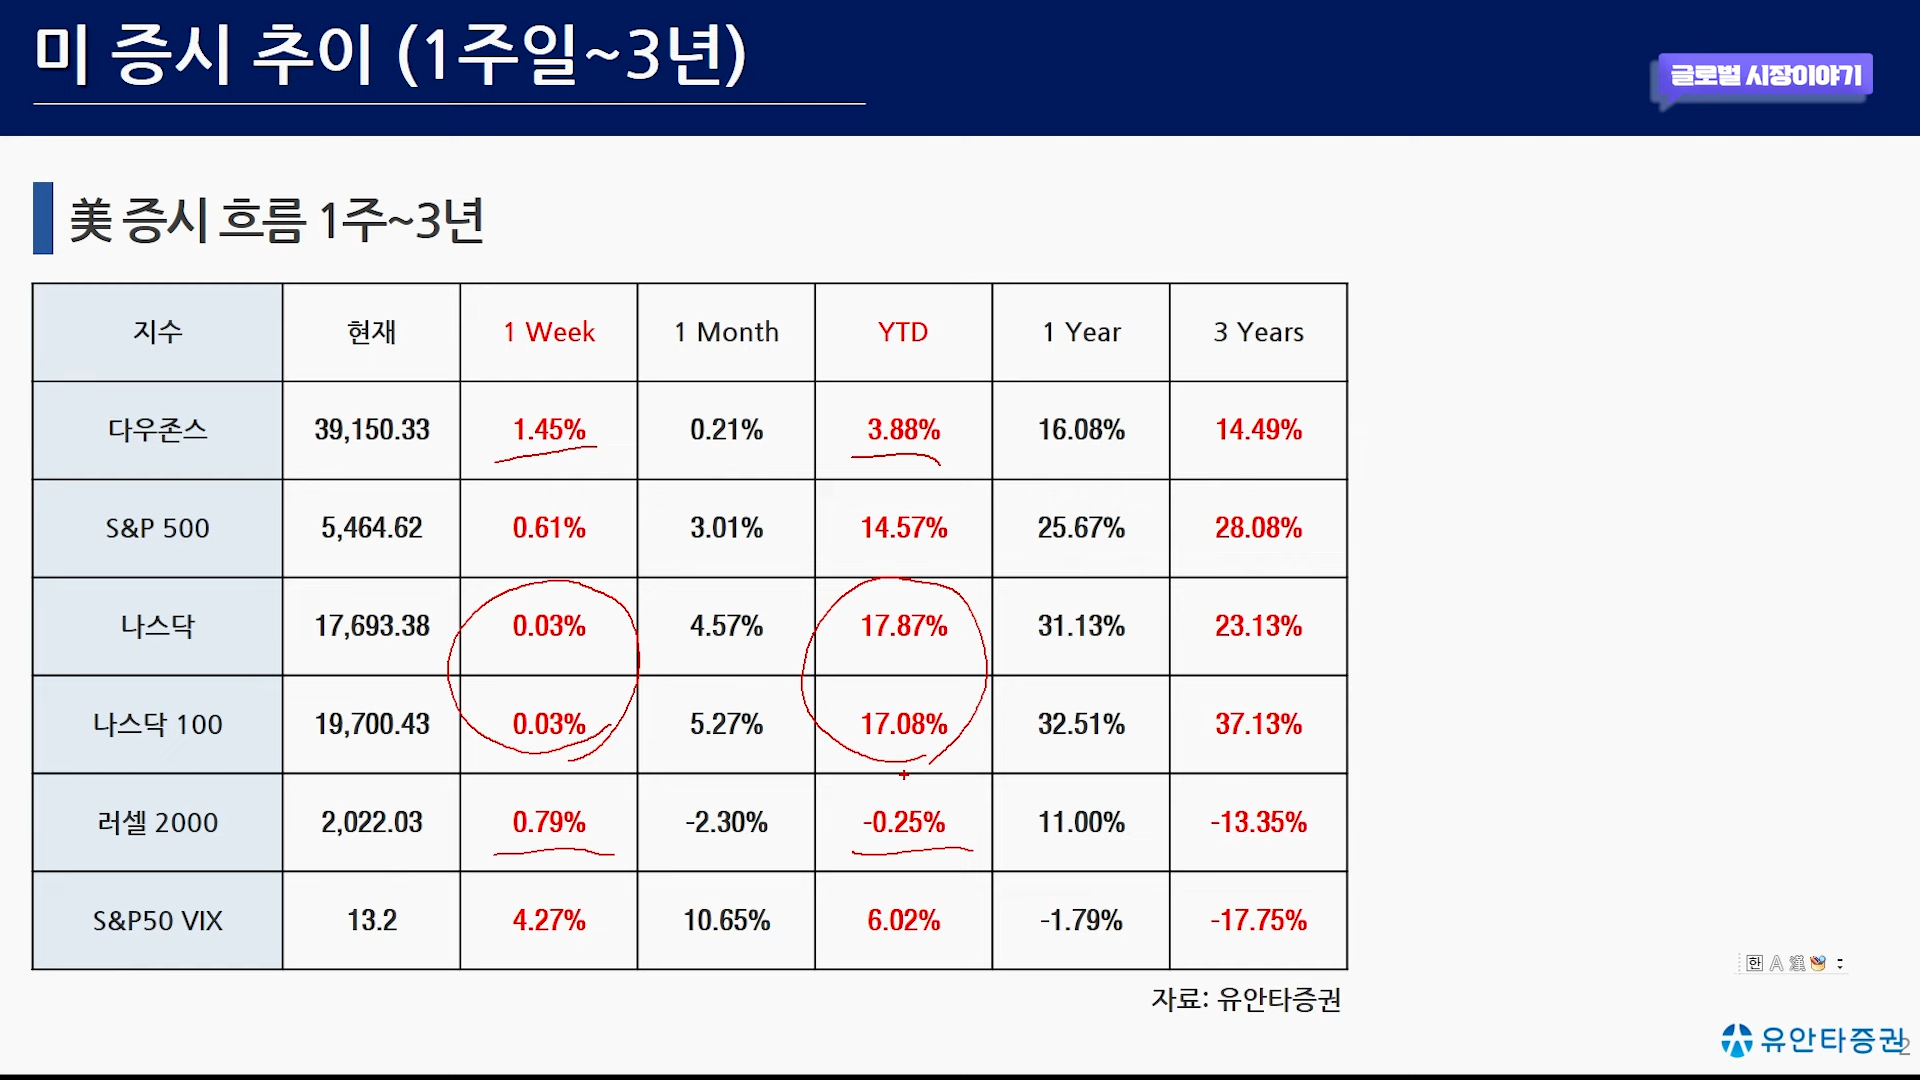 미 증시 추이 (1주일~3년)
글로벌 시장이야기
美 증시 흐름 1주~3년
지수 현재 1 Week 1 Month YTD 1 Year 3 Years
다우존스 39,150.33 1.45% 0.21% 3.88% 16.08% 14.49%
S&P 500 5,464.62 0.61% 3.01% 14.57% 25.67% 28.08%
나스닥 17,693.38 0.03% 4.57% 17.87% 31.13% 23.13%
나스닥 100 19,700.43 0.03% 5.27% 17.08% 32.51% 37.13%
러셀 2000 2,022.03 0.79% -2.30% -0.25% 11.00% -13.35%
S&P50 VIX 13.2 4.27% 10.65% 6.02% -1.79% -17.75%
한 A 漢
자료: 유안타증권
유안타증권
2